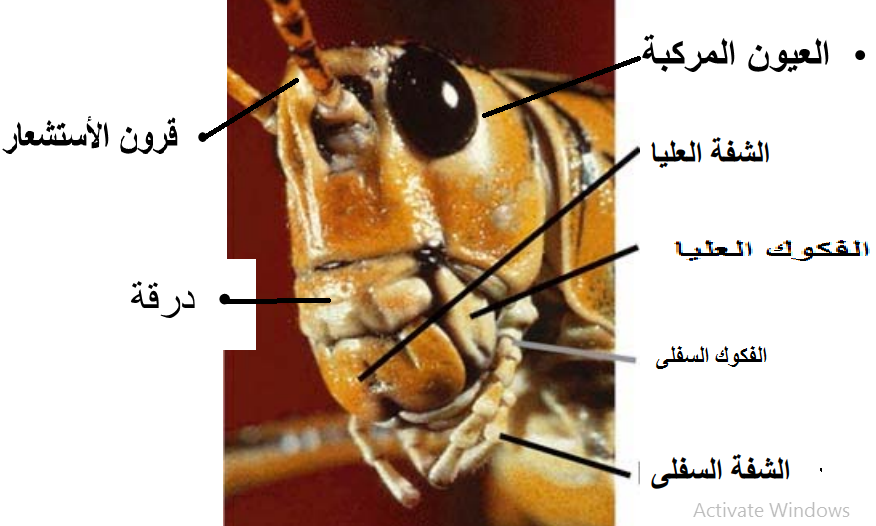 العيون المركبة
قرون الأستشعار
الشفة العليا
الفكوك العليا
درقة
الفكوك السفلى
الشفة السفلى
Activate Windows